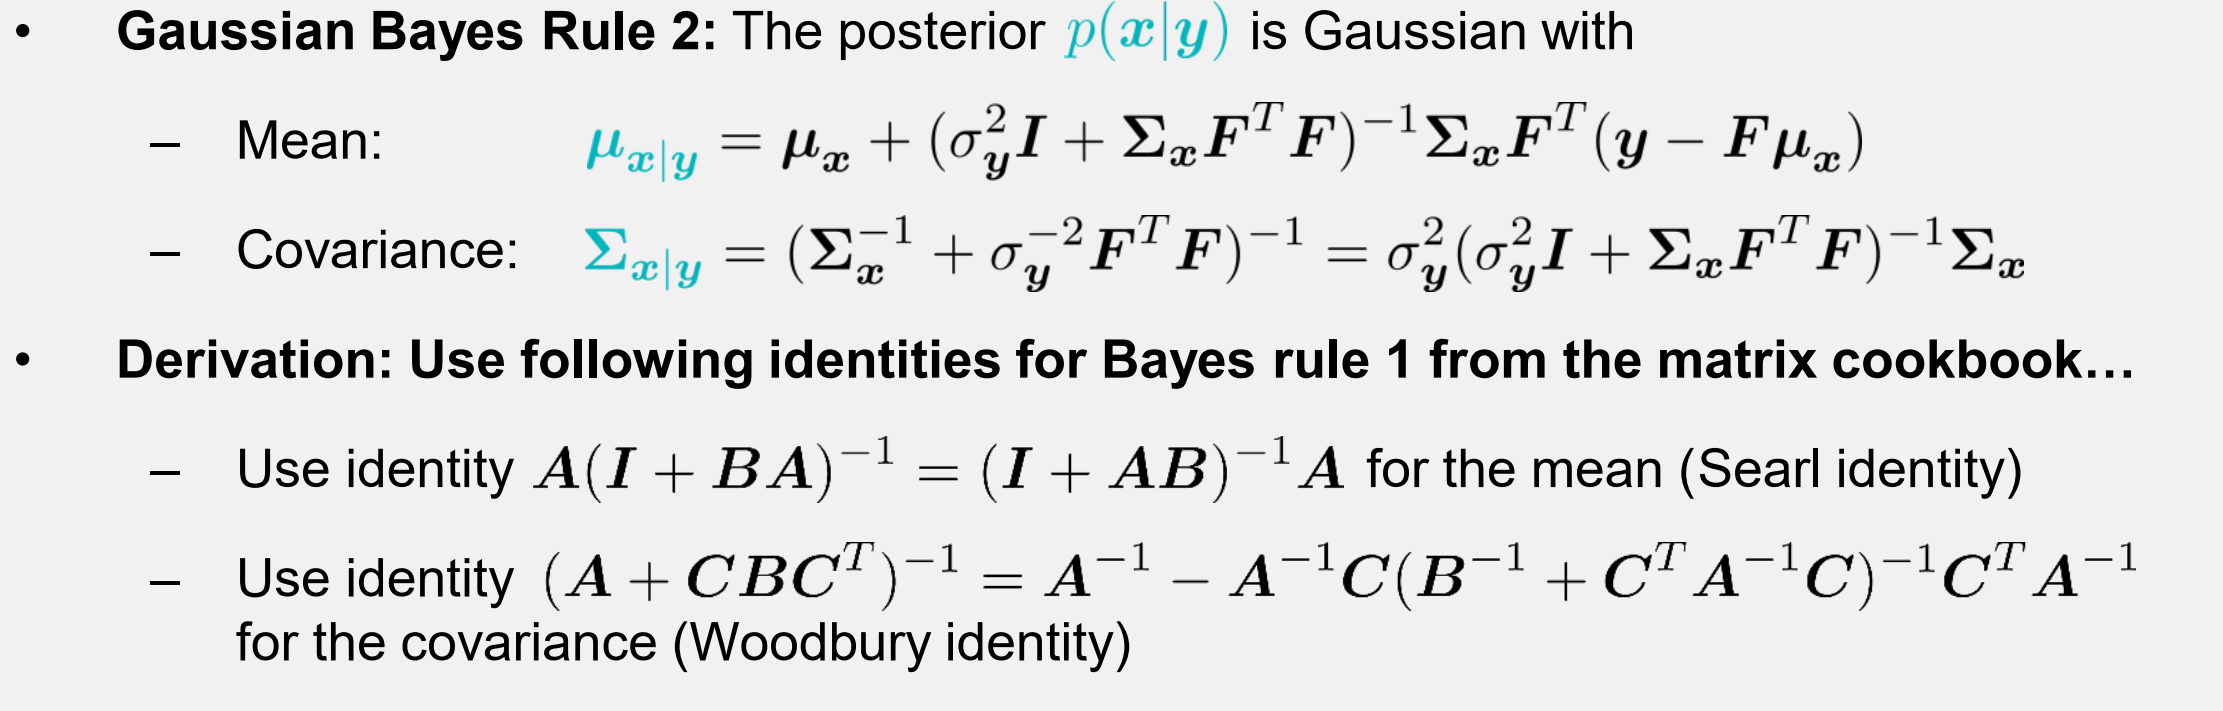 • Gaussian Bayes Rule 2: The posterior $p(\boldsymbol{x}|\boldsymbol{y})$ is Gaussian with
– Mean: $\boldsymbol{\mu}_{\boldsymbol{x}|\boldsymbol{y}} = \boldsymbol{\mu}_{\boldsymbol{x}} + (\sigma_{\boldsymbol{y}}^2 \boldsymbol{I} + \boldsymbol{\Sigma}_{\boldsymbol{x}} \boldsymbol{F}^T \boldsymbol{F})^{-1} \boldsymbol{\Sigma}_{\boldsymbol{x}} \boldsymbol{F}^T (\boldsymbol{y} - \boldsymbol{F} \boldsymbol{\mu}_{\boldsymbol{x}})$
– Covariance: $\boldsymbol{\Sigma}_{\boldsymbol{x}|\boldsymbol{y}} = (\boldsymbol{\Sigma}_{\boldsymbol{x}}^{-1} + \sigma_{\boldsymbol{y}}^{-2} \boldsymbol{F}^T \boldsymbol{F})^{-1} = \sigma_{\boldsymbol{y}}^2 (\sigma_{\boldsymbol{y}}^2 \boldsymbol{I} + \boldsymbol{\Sigma}_{\boldsymbol{x}} \boldsymbol{F}^T \boldsymbol{F})^{-1} \boldsymbol{\Sigma}_{\boldsymbol{x}}$
• Derivation: Use following identities for Bayes rule 1 from the matrix cookbook…
– Use identity $\boldsymbol{A}(\boldsymbol{I} + \boldsymbol{B}\boldsymbol{A})^{-1} = (\boldsymbol{I} + \boldsymbol{A}\boldsymbol{B})^{-1} \boldsymbol{A}$ for the mean (Searl identity)
– Use identity $(\boldsymbol{A} + \boldsymbol{C}\boldsymbol{B}\boldsymbol{C}^T)^{-1} = \boldsymbol{A}^{-1} - \boldsymbol{A}^{-1}\boldsymbol{C}(\boldsymbol{B}^{-1} + \boldsymbol{C}^T \boldsymbol{A}^{-1} \boldsymbol{C})^{-1} \boldsymbol{C}^T \boldsymbol{A}^{-1}$
for the covariance (Woodbury identity)